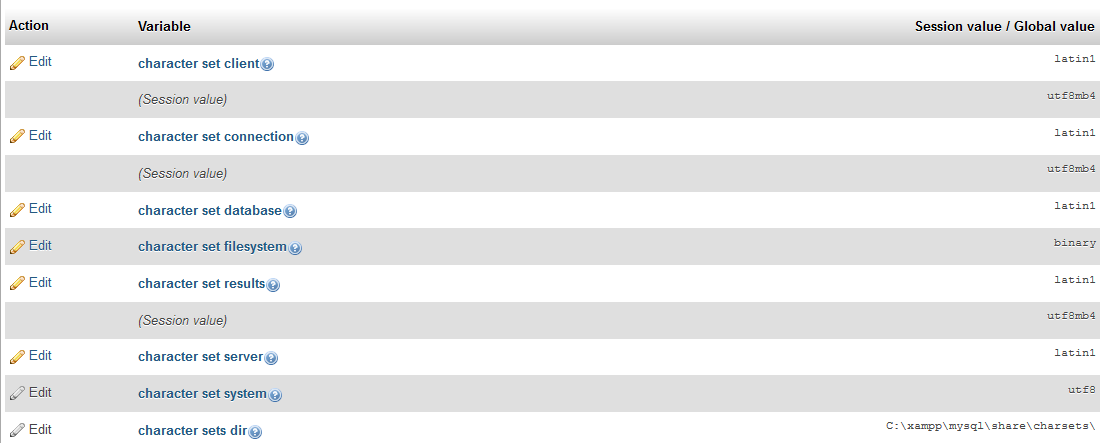 Action Variable Session value / Global value
Edit character set client latin1
(Session value) utf8mb4
Edit character set connection latin1
(Session value) utf8mb4
Edit character set database latin1
Edit character set filesystem binary
Edit character set results latin1
(Session value) utf8mb4
Edit character set server latin1
Edit character set system utf8
Edit character sets dir C:\xampp\mysql\share\charsets\